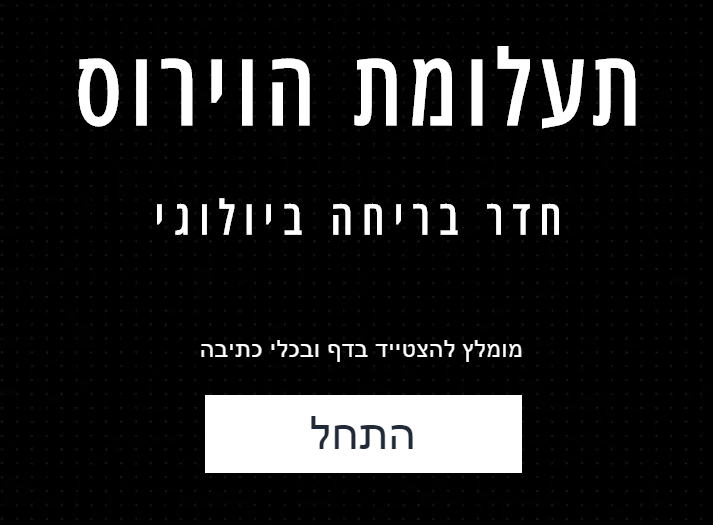 תעלומת הוירוס
חדר בריחה ביולוגי
מומלץ להצטייד בדף ובכלי כתיבה
התחל